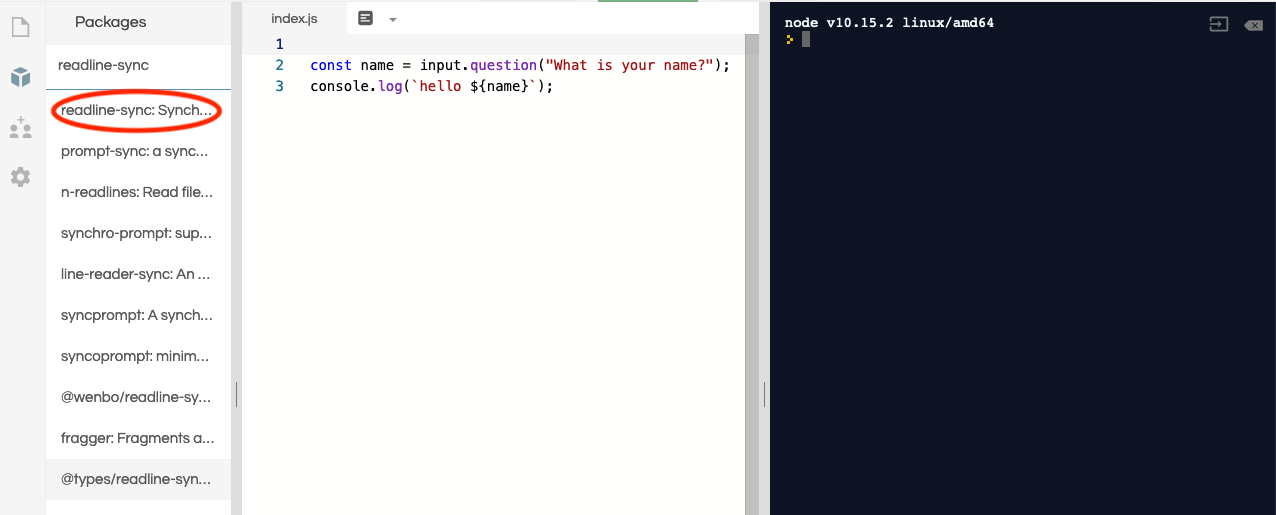 Packages
readline-sync
readline-sync: Synch...
prompt-sync: a sync...
n-readlines: Read file...
synchro-prompt: sup...
line-reader-sync: An ...
syncprompt: A synch...
syncoprompt: minim...
@wenbo/readline-sy...
fragger: Fragments a...
@types/readline-syn...
index.js
1
2 const name = input.question("What is your name?");
3 console.log(`hello ${name}`);
node v10.15.2 linux/amd64
>